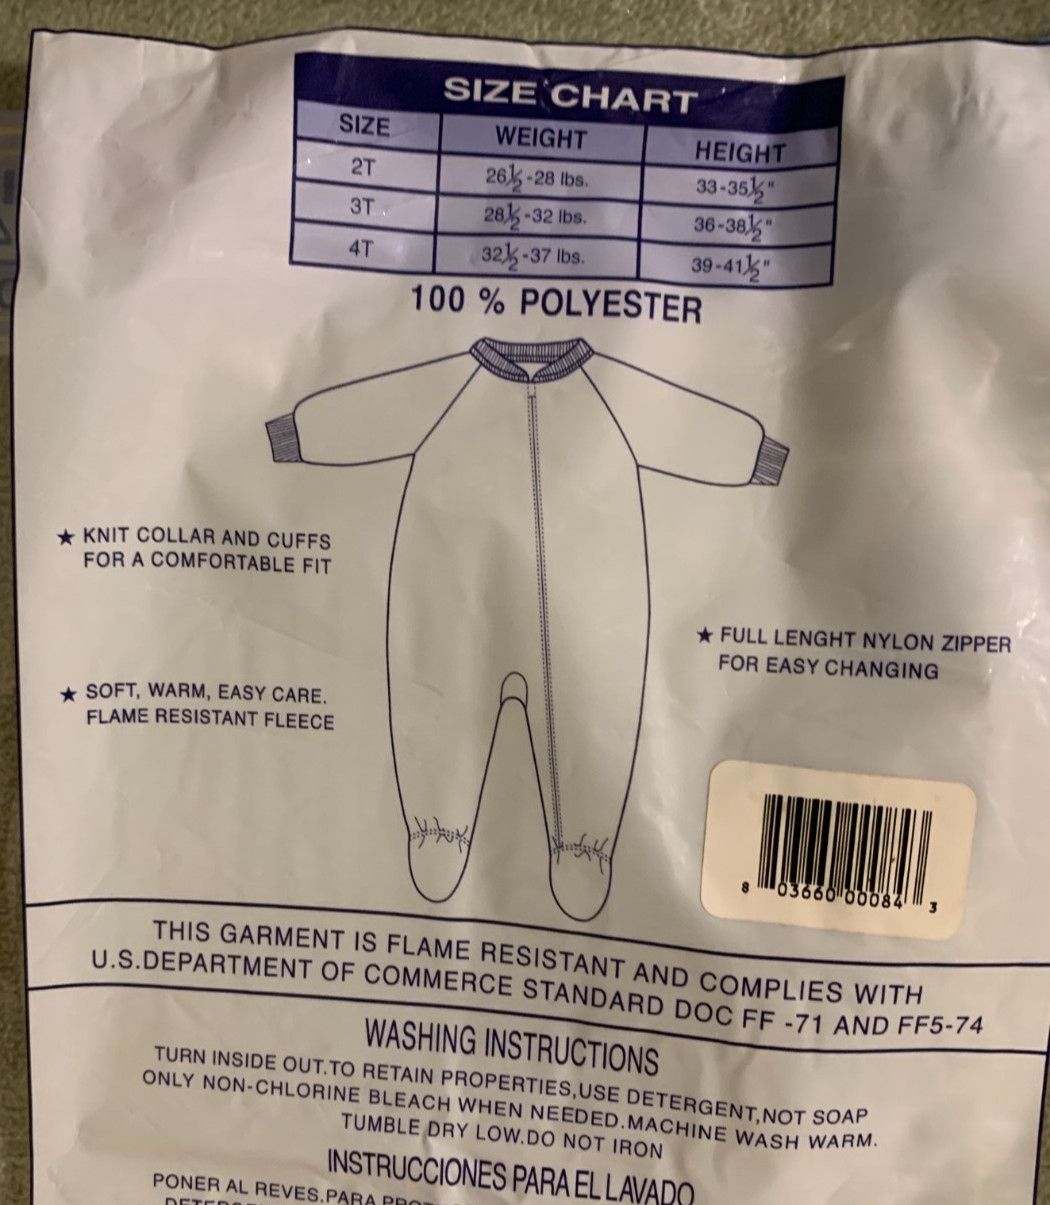 SIZE CHART
SIZE WEIGHT HEIGHT
2T 26½-28 lbs. 33-35½"
3T 28½-32 lbs. 36-38½"
4T 32½-37 lbs. 39-41½"
100 % POLYESTER
★ KNIT COLLAR AND CUFFS
FOR A COMFORTABLE FIT
★ FULL LENGHT NYLON ZIPPER
FOR EASY CHANGING
★ SOFT, WARM, EASY CARE.
FLAME RESISTANT FLEECE
8 03660 00084 3
THIS GARMENT IS FLAME RESISTANT AND COMPLIES WITH
U.S.DEPARTMENT OF COMMERCE STANDARD DOC FF -71 AND FF5-74
WASHING INSTRUCTIONS
TURN INSIDE OUT.TO RETAIN PROPERTIES,USE DETERGENT,NOT SOAP
ONLY NON-CHLORINE BLEACH WHEN NEEDED.MACHINE WASH WARM.
TUMBLE DRY LOW.DO NOT IRON
INSTRUCCIONES PARA EL LAVADO
PONER AL REVES.PARA